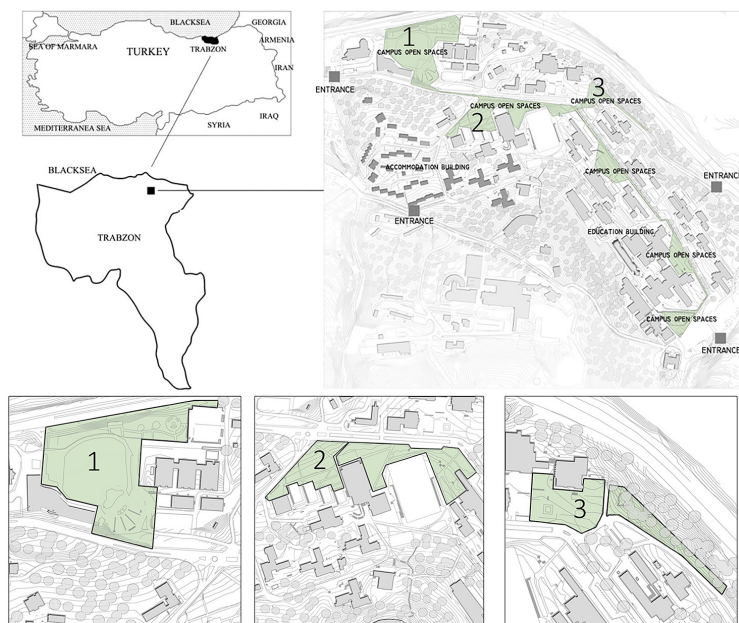 BLACKSEA
GEORGIA
SEA OF MARMARA
TURKEY
TRABZON
ARMENIA
IRAN
MEDITERRANEAN SEA
SYRIA
IRAQ
BLACKSEA
TRABZON
1
CAMPUS OPEN SPACES
ENTRANCE
3
CAMPUS OPEN SPACES
CAMPUS OPEN SPACES
2
ACCOMMODATION BUILDING
CAMPUS OPEN SPACES
ENTRANCE
ENTRANCE
EDUCATION BUILDING
CAMPUS OPEN SPACES
CAMPUS OPEN SPACES
ENTRANCE
1
2
3